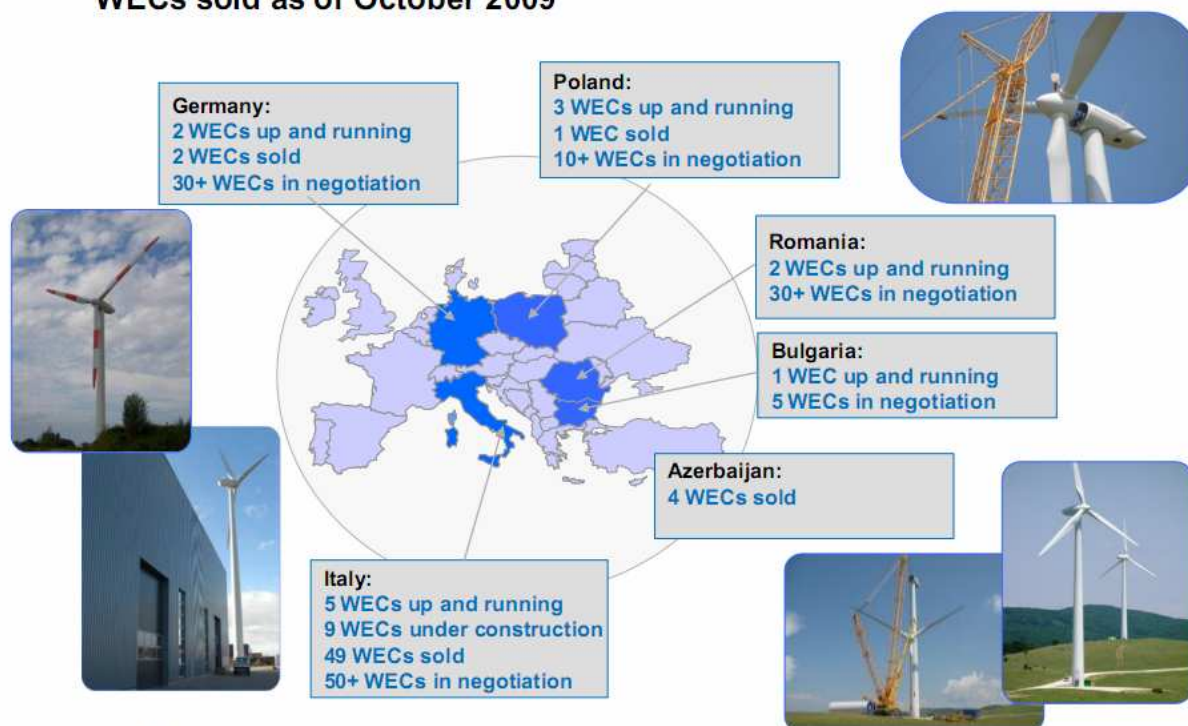 WECs sold as of October 2009
Germany:
2 WECs up and running
2 WECs sold
30+ WECs in negotiation
Poland:
3 WECs up and running
1 WEC sold
10+ WECs in negotiation
Romania:
2 WECs up and running
30+ WECs in negotiation
Bulgaria:
1 WEC up and running
5 WECs in negotiation
Azerbaijan:
4 WECs sold
Italy:
5 WECs up and running
9 WECs under construction
49 WECs sold
50+ WECs in negotiation